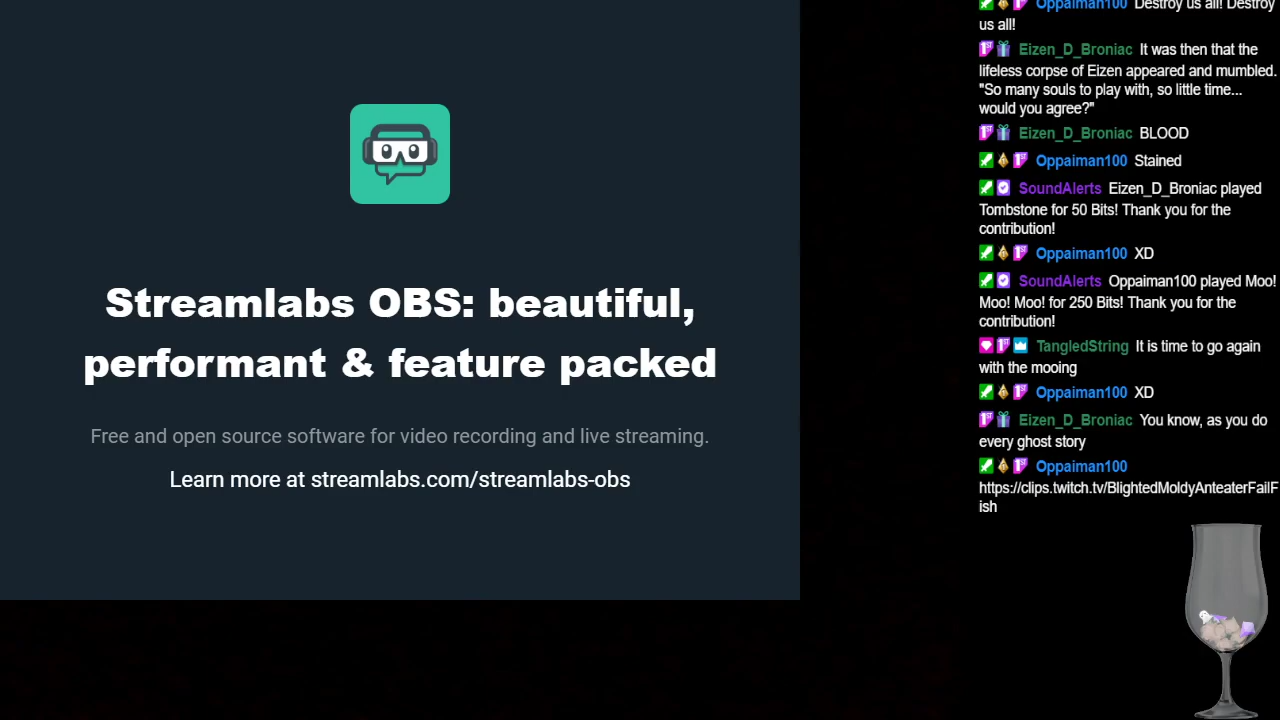 Streamlabs OBS: beautiful,
performant & feature packed
Free and open source software for video recording and live streaming.
Learn more at streamlabs.com/streamlabs-obs
Oppaiman100 Destroy us all! Destroy
us all!
Eizen_D_Broniac It was then that the
lifeless corpse of Eizen appeared and mumbled.
"So many souls to play with, so little time...
would you agree?"
Eizen_D_Broniac BLOOD
Oppaiman100 Stained
SoundAlerts Eizen_D_Broniac played
Tombstone for 50 Bits! Thank you for the
contribution!
Oppaiman100 XD
SoundAlerts Oppaiman100 played Moo!
Moo! Moo! for 250 Bits! Thank you for the
contribution!
TangledString It is time to go again
with the mooing
Oppaiman100 XD
Eizen_D_Broniac You know, as you do
every ghost story
Oppaiman100
https://clips.twitch.tv/BlightedMoldyAnteaterFailF
ish